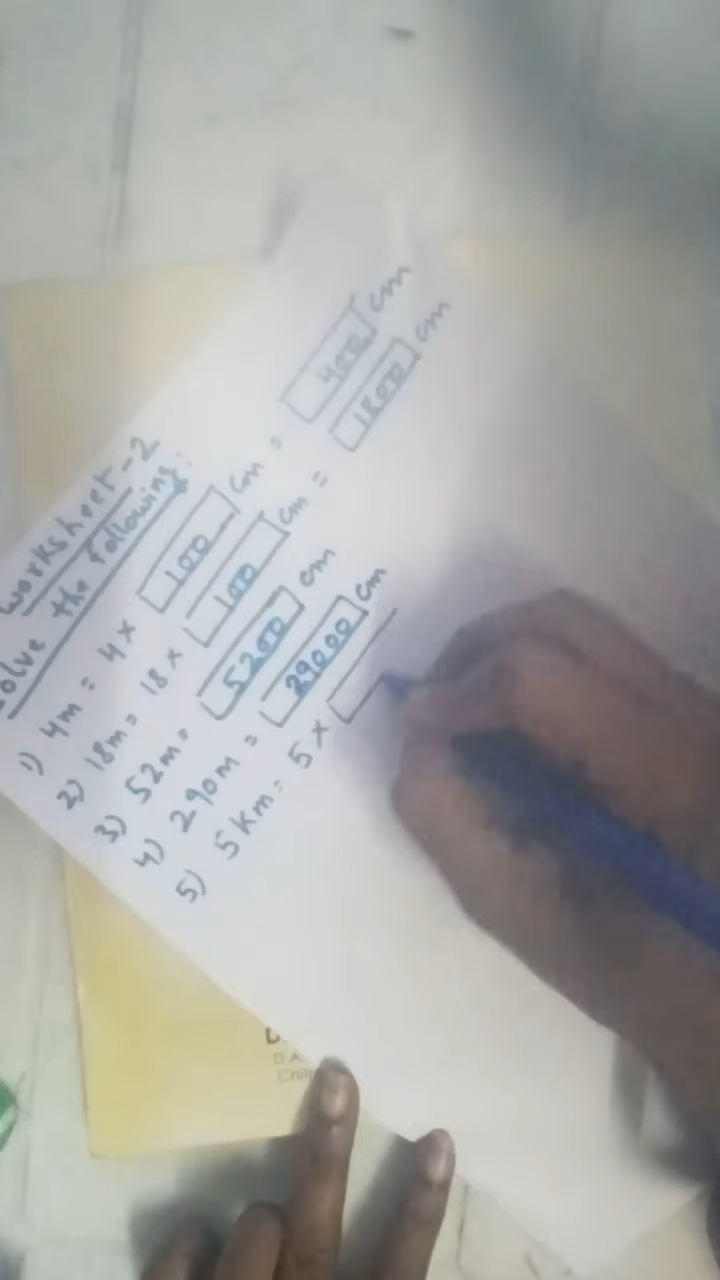 Worksheet-2
Solve the following:
1) 4m = 4 x 100 cm = 400 cm
2) 18m = 18 x 100 cm = 1800 cm
3) 52m = 5200 cm
4) 290m = 29000 cm
5) 5km = 5 x
D.A.